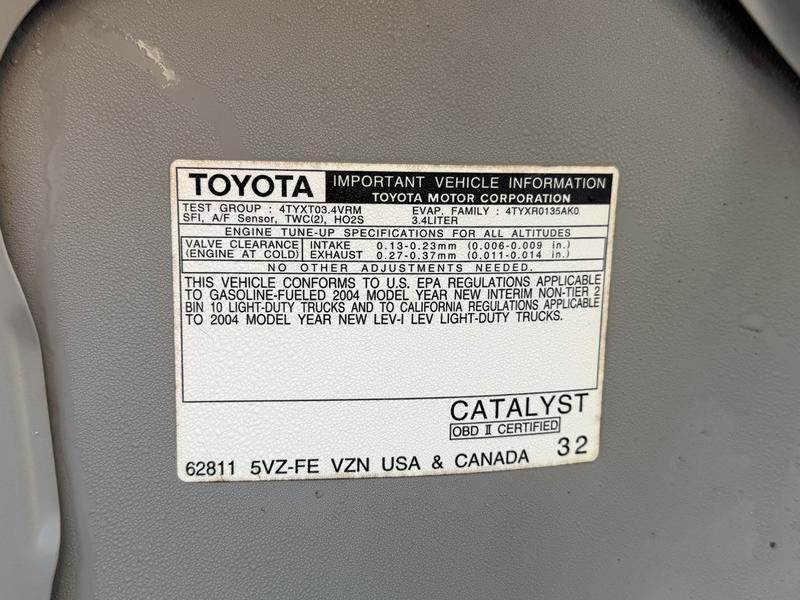 TOYOTA IMPORTANT VEHICLE INFORMATION
TOYOTA MOTOR CORPORATION
TEST GROUP : 4TYXT03.4VRM EVAP. FAMILY : 4TYXR0135AK0
SFI, A/F Sensor, TWC(2), HO2S 3.4LITER
ENGINE TUNE-UP SPECIFICATIONS FOR ALL ALTITUDES
VALVE CLEARANCE INTAKE 0.13-0.23mm (0.006-0.009 in.)
(ENGINE AT COLD) EXHAUST 0.27-0.37mm (0.011-0.014 in.)
NO OTHER ADJUSTMENTS NEEDED.
THIS VEHICLE CONFORMS TO U.S. EPA REGULATIONS APPLICABLE
TO GASOLINE-FUELED 2004 MODEL YEAR NEW INTERIM NON-TIER 2
BIN 10 LIGHT-DUTY TRUCKS AND TO CALIFORNIA REGULATIONS APPLICABLE
TO 2004 MODEL YEAR NEW LEV-I LEV LIGHT-DUTY TRUCKS.
CATALYST
OBD II CERTIFIED
62811 5VZ-FE VZN USA & CANADA 32